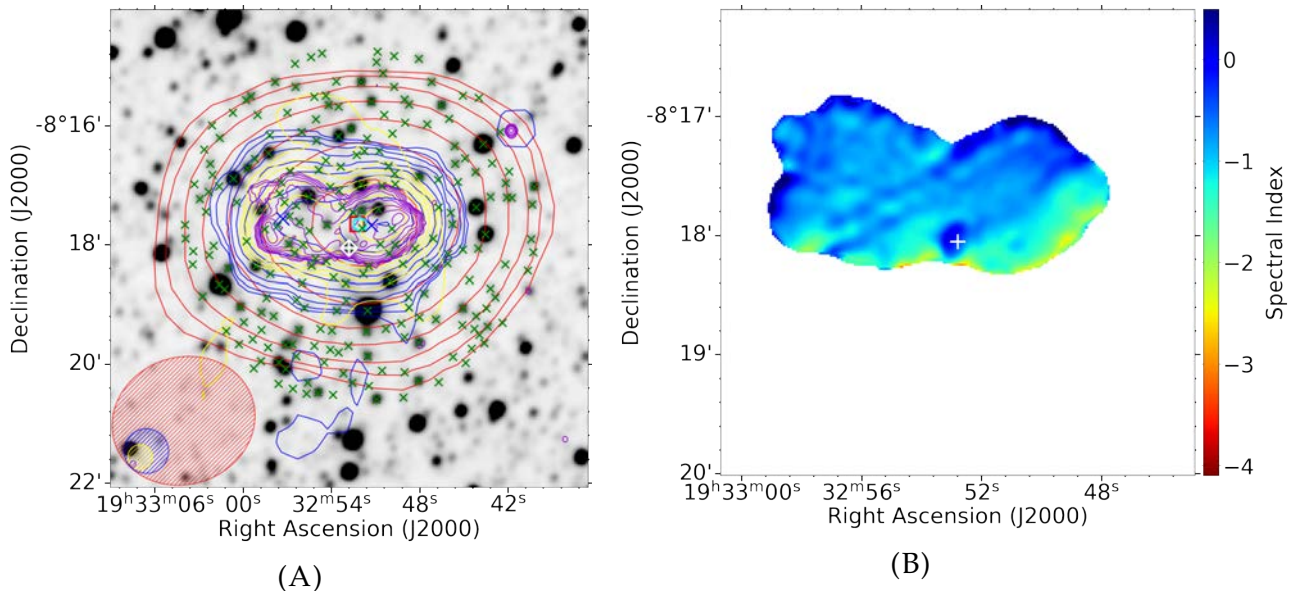 -8°16'
18'
20'
22'
Declination (J2000)
19ʰ33ᵐ06ˢ 00ˢ 32ᵐ54ˢ 48ˢ 42ˢ
Right Ascension (J2000)
(A)
-8°17'
18'
19'
20'
Declination (J2000)
19ʰ33ᵐ00ˢ 32ᵐ56ˢ 52ˢ 48ˢ
Right Ascension (J2000)
0
−1
−2
−3
−4
Spectral Index
(B)